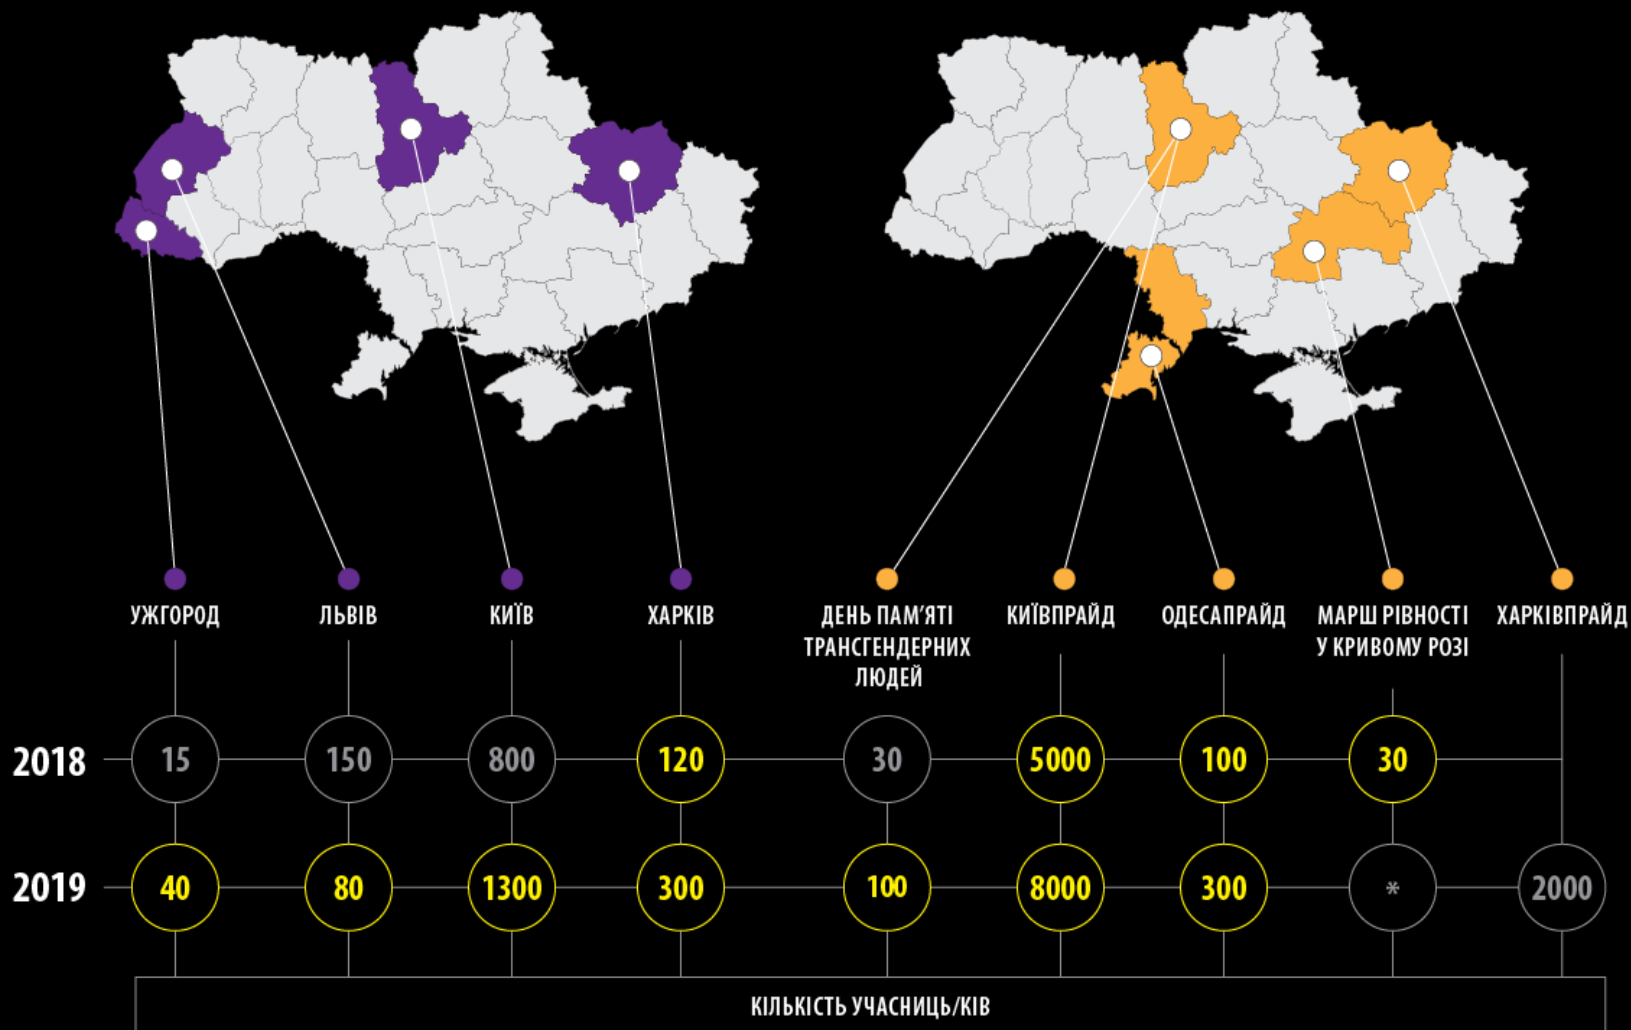 УЖГОРОД
ЛЬВІВ
КИЇВ
ХАРКІВ
ДЕНЬ ПАМ’ЯТІ
ТРАНСГЕНДЕРНИХ
ЛЮДЕЙ
КИЇВПРАЙД
ОДЕСАПРАЙД
МАРШ РІВНОСТІ
У КРИВОМУ РОЗІ
ХАРКІВПРАЙД
2018 15 150 800 120 30 5000 100 30
2019 40 80 1300 300 100 8000 300 * 2000
КІЛЬКІСТЬ УЧАСНИЦЬ/КІВ